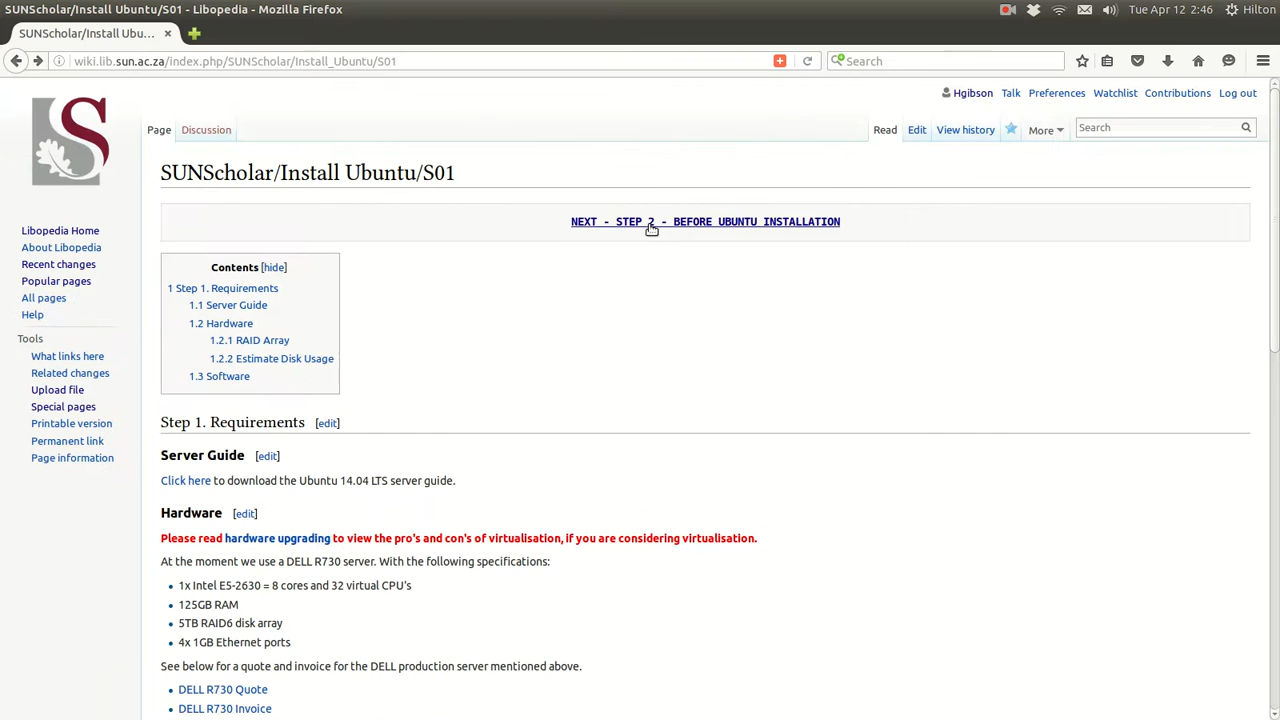 SUNScholar/Install Ubuntu/S01 - Libopedia - Mozilla Firefox
Tue Apr 12 2:46 Hilton
SUNScholar/Install Ubu...
wiki.lib.sun.ac.za/index.php/SUNScholar/Install_Ubuntu/S01
Search
Hgibson Talk Preferences Watchlist Contributions Log out
Page Discussion
Read Edit View history More
Search
S
SUNScholar/Install Ubuntu/S01
NEXT - STEP 2 - BEFORE UBUNTU INSTALLATION
Libopedia Home
About Libopedia
Recent changes
Popular pages
All pages
Help
Tools
What links here
Related changes
Upload file
Special pages
Printable version
Permanent link
Page information
Contents [hide]
1 Step 1. Requirements
1.1 Server Guide
1.2 Hardware
1.2.1 RAID Array
1.2.2 Estimate Disk Usage
1.3 Software
Step 1. Requirements [edit]
Server Guide [edit]
Click here to download the Ubuntu 14.04 LTS server guide.
Hardware [edit]
Please read hardware upgrading to view the pro's and con's of virtualisation, if you are considering virtualisation.
At the moment we use a DELL R730 server. With the following specifications:
1x Intel E5-2630 = 8 cores and 32 virtual CPU's
125GB RAM
5TB RAID6 disk array
4x 1GB Ethernet ports
See below for a quote and invoice for the DELL production server mentioned above.
DELL R730 Quote
DELL R730 Invoice